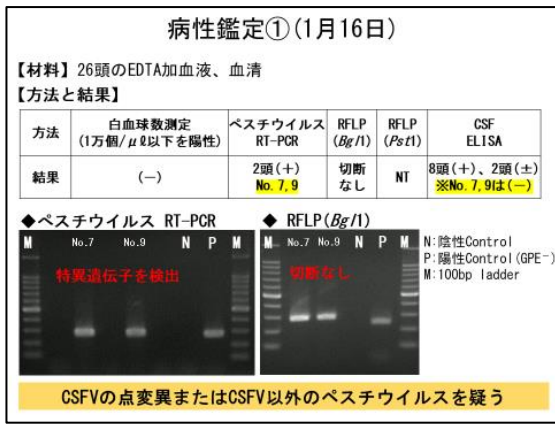 病性鑑定①(1月16日)
【材料】26頭のEDTA加血液、血清
【方法と結果】
方法 白血球数測定 (1万個/μℓ以下を陽性) ペスチウイルス RT-PCR RFLP (Bgl1) RFLP (Pst1) CSF ELISA
結果 (-) 2頭(+) No.7,9 切断なし NT 8頭(+)、2頭(±) ※No.7,9は(-)
◆ペスチウイルス RT-PCR
M No.7 No.9 N P M
特異遺伝子を検出
◆ RFLP(Bgl1)
M No.7 No.9 N P M
切断なし
N:陰性Control
P:陽性Control(GPE⁻)
M:100bp ladder
CSFVの点変異またはCSFV以外のペスチウイルスを疑う